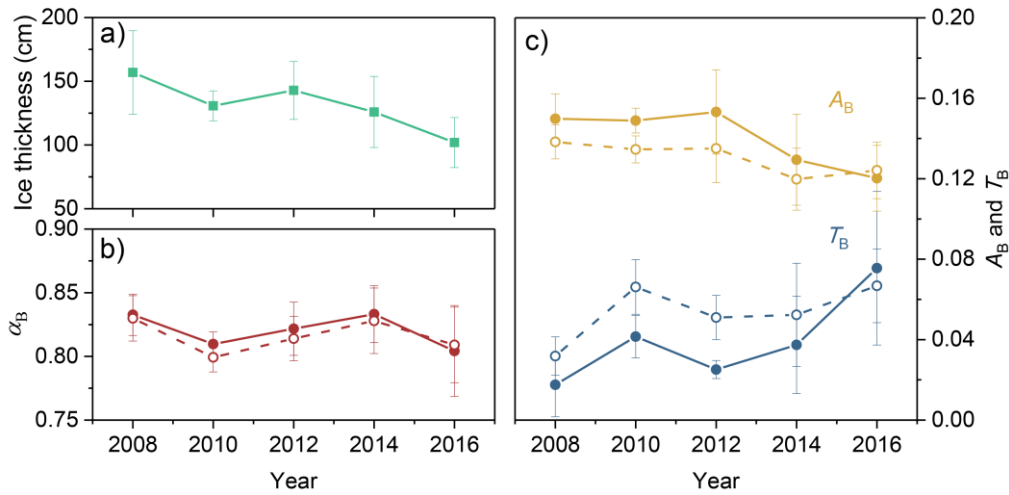 a)
Ice thickness (cm)
200
150
100
50
b)
αB
0.90
0.85
0.80
0.75
2008 2010 2012 2014 2016
Year
c)
AB
TB
AB and TB
0.20
0.16
0.12
0.08
0.04
0.00
2008 2010 2012 2014 2016
Year